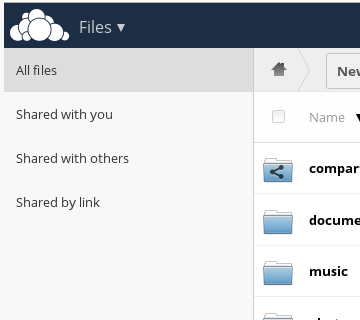 Files ▼
All files
Shared with you
Shared with others
Shared by link
Name
music